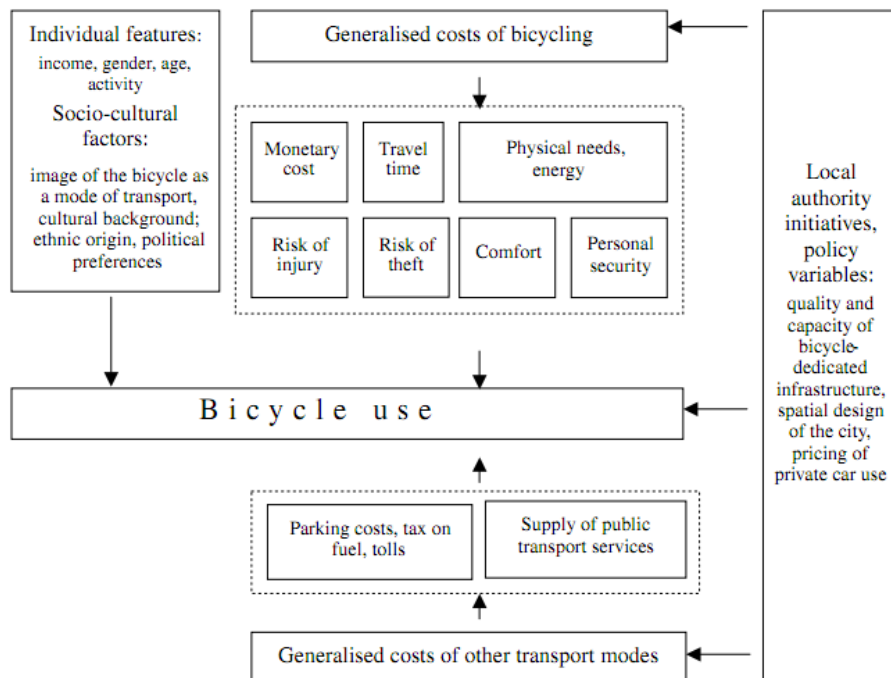 Individual features:
income, gender, age,
activity
Socio-cultural
factors:
image of the bicycle as
a mode of transport,
cultural background;
ethnic origin, political
preferences
Generalised costs of bicycling
Monetary
cost
Travel
time
Physical needs,
energy
Risk of
injury
Risk of
theft
Comfort
Personal
security
Local
authority
initiatives,
policy
variables:
quality and
capacity of
bicycle-
dedicated
infrastructure,
spatial design
of the city,
pricing of
private car use
Bicycle use
Parking costs, tax on
fuel, tolls
Supply of public
transport services
Generalised costs of other transport modes